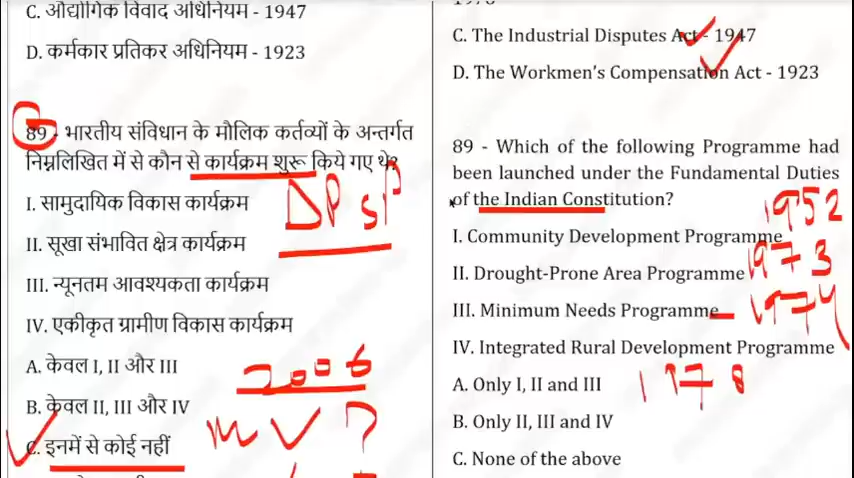 C. औद्योगिक विवाद अधिनियम - 1947
D. कर्मकार प्रतिकर अधिनियम - 1923
89 - भारतीय संविधान के मौलिक कर्तव्यों के अन्तर्गत
निम्नलिखित में से कौन से कार्यक्रम शुरू किये गए थे?
DPSP
I. सामुदायिक विकास कार्यक्रम
II. सूखा संभावित क्षेत्र कार्यक्रम
III. न्यूनतम आवश्यकता कार्यक्रम
IV. एकीकृत ग्रामीण विकास कार्यक्रम
A. केवल I, II और III
2006
B. केवल II, III और IV
C. इनमें से कोई नहीं
C. The Industrial Disputes Act - 1947
D. The Workmen's Compensation Act - 1923
89 - Which of the following Programme had
been launched under the Fundamental Duties
of the Indian Constitution?
1952
I. Community Development Programme
II. Drought-Prone Area Programme 1973
III. Minimum Needs Programme - 1974
IV. Integrated Rural Development Programme
A. Only I, II and III 1978
B. Only II, III and IV
C. None of the above